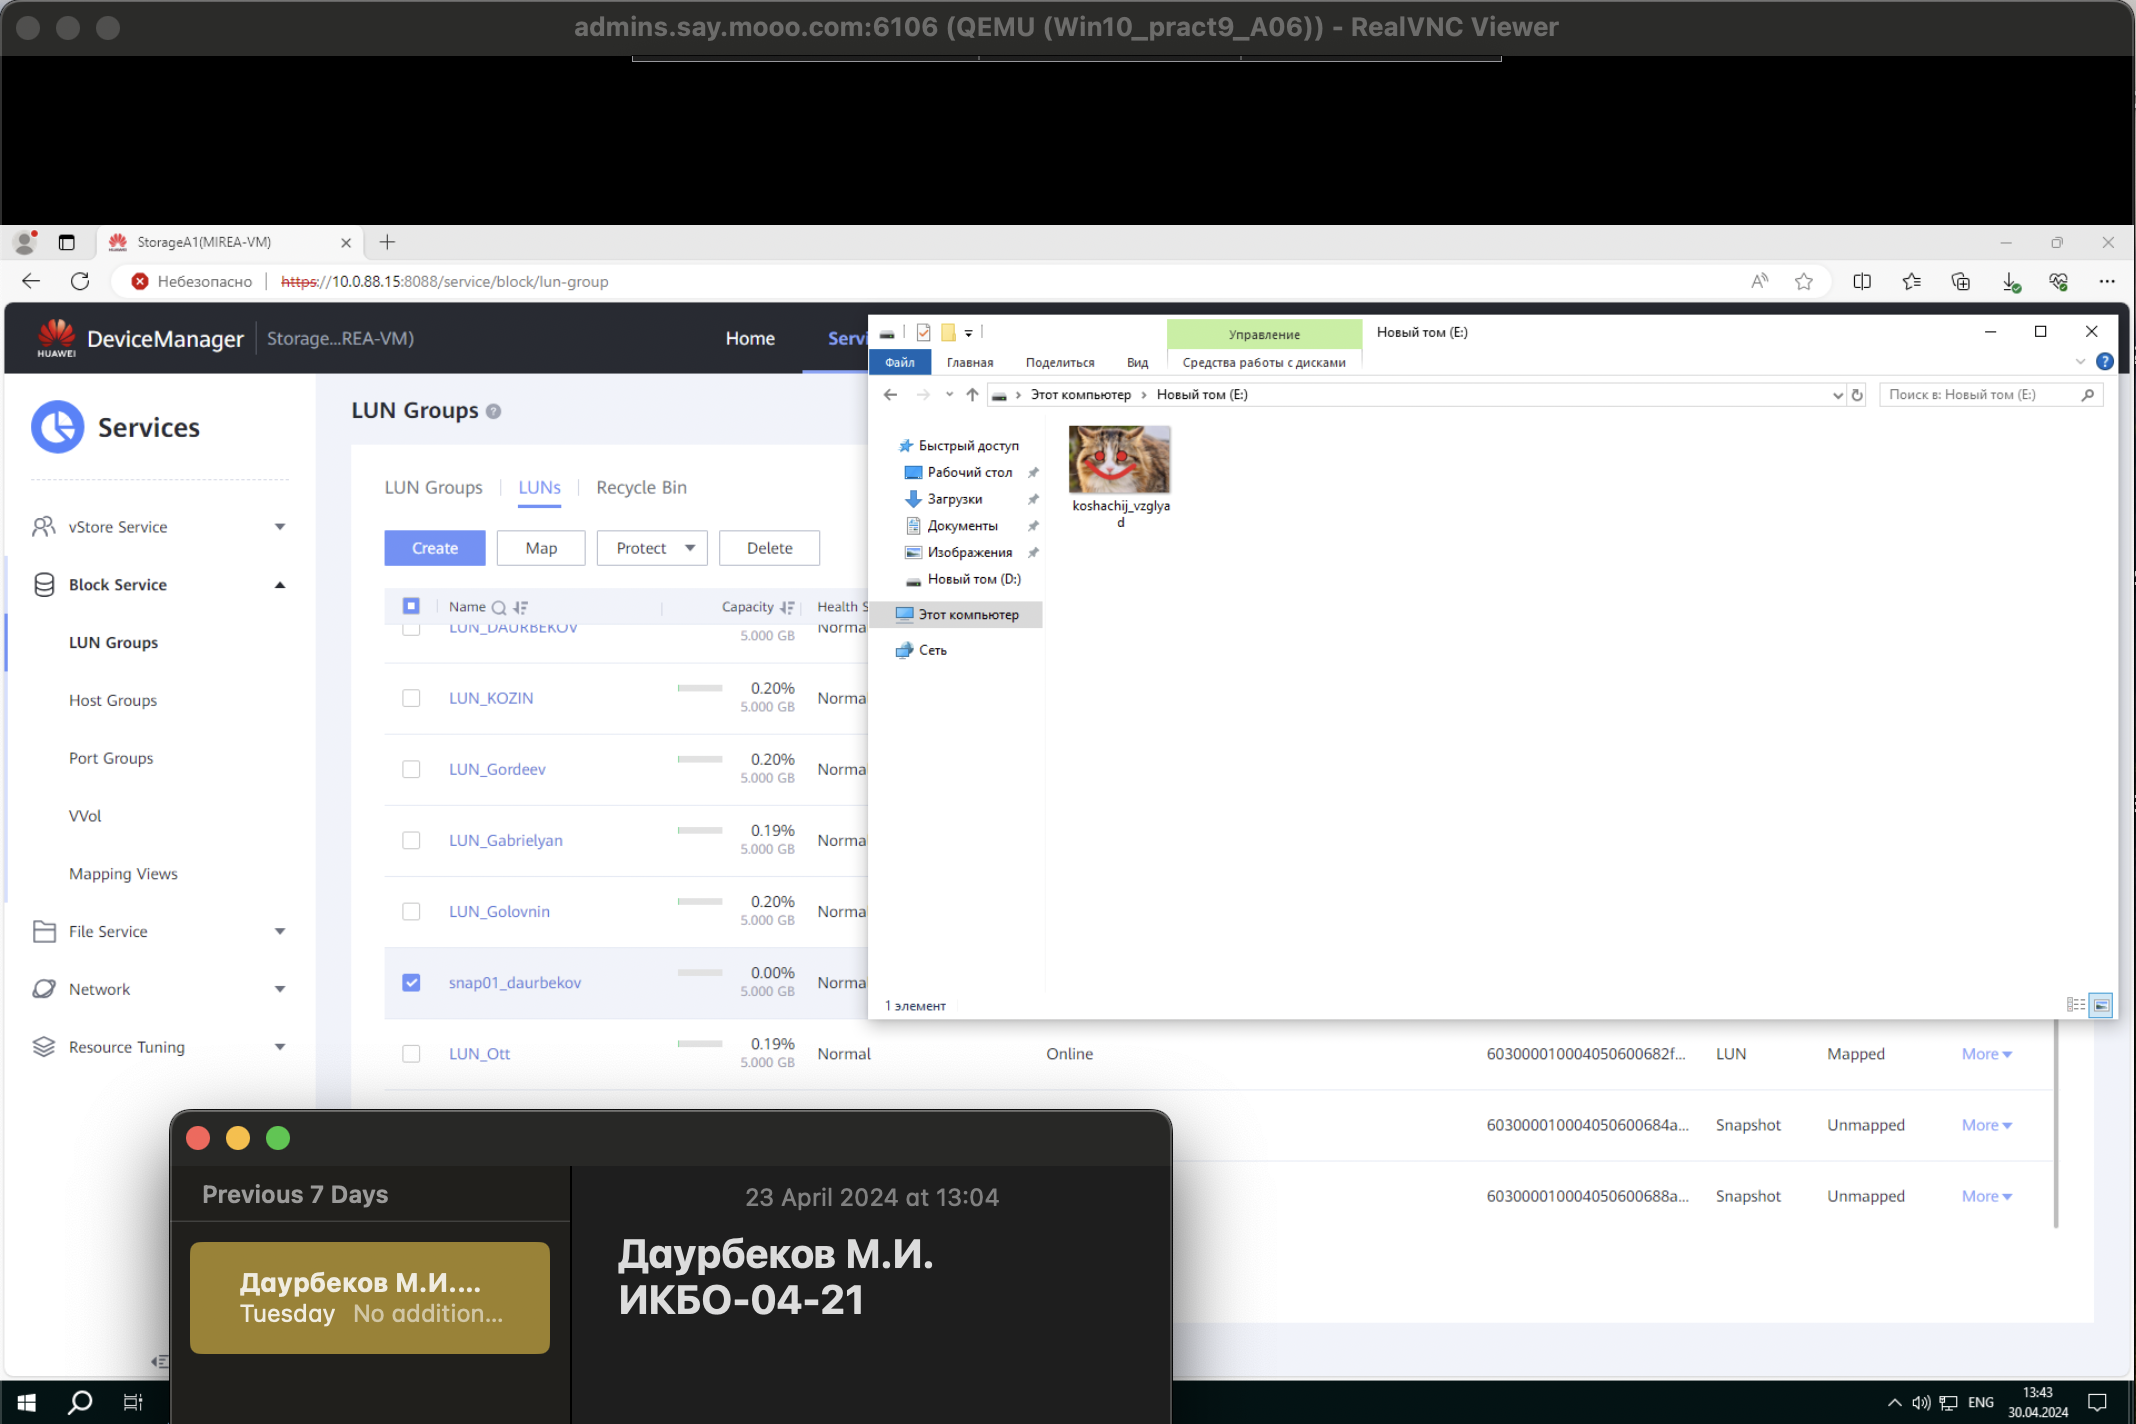 admins.say.mooo.com:6106 (QEMU (Win10_pract9_A06)) - RealVNC Viewer
StorageA1(MIREA-VM)
Небезопасно
https://10.0.88.15:8088/service/block/lun-group
HUAWEI
DeviceManager
Storage...REA-VM)
Home
Servi
Services
vStore Service
Block Service
LUN Groups
Host Groups
Port Groups
VVol
Mapping Views
File Service
Network
Resource Tuning
LUN Groups
LUN Groups
LUNs
Recycle Bin
Create
Map
Protect
Delete
Name
Capacity
Health S
LUN_DAURBEKOV 5.000 GB Norma
LUN_KOZIN 0.20% 5.000 GB Norma
LUN_Gordeev 0.20% 5.000 GB Norma
LUN_Gabrielyan 0.19% 5.000 GB Norma
LUN_Golovnin 0.20% 5.000 GB Norma
snap01_daurbekov 0.00% 5.000 GB Norma
LUN_Ott 0.19% 5.000 GB Normal Online 603000010004050600682f... LUN Mapped More
603000010004050600684a... Snapshot Unmapped More
603000010004050600688a... Snapshot Unmapped More
Управление
Новый том (E:)
Файл
Главная
Поделиться
Вид
Средства работы с дисками
Этот компьютер
Новый том (E:)
Поиск в: Новый том (E:)
Быстрый доступ
Рабочий стол
Загрузки
Документы
Изображения
Новый том (D:)
Этот компьютер
Сеть
koshachij_vzglya
d
1 элемент
Previous 7 Days
Даурбеков М.И....
Tuesday No addition...
23 April 2024 at 13:04
Даурбеков М.И.
ИКБО-04-21
ENG
13:43
30.04.2024